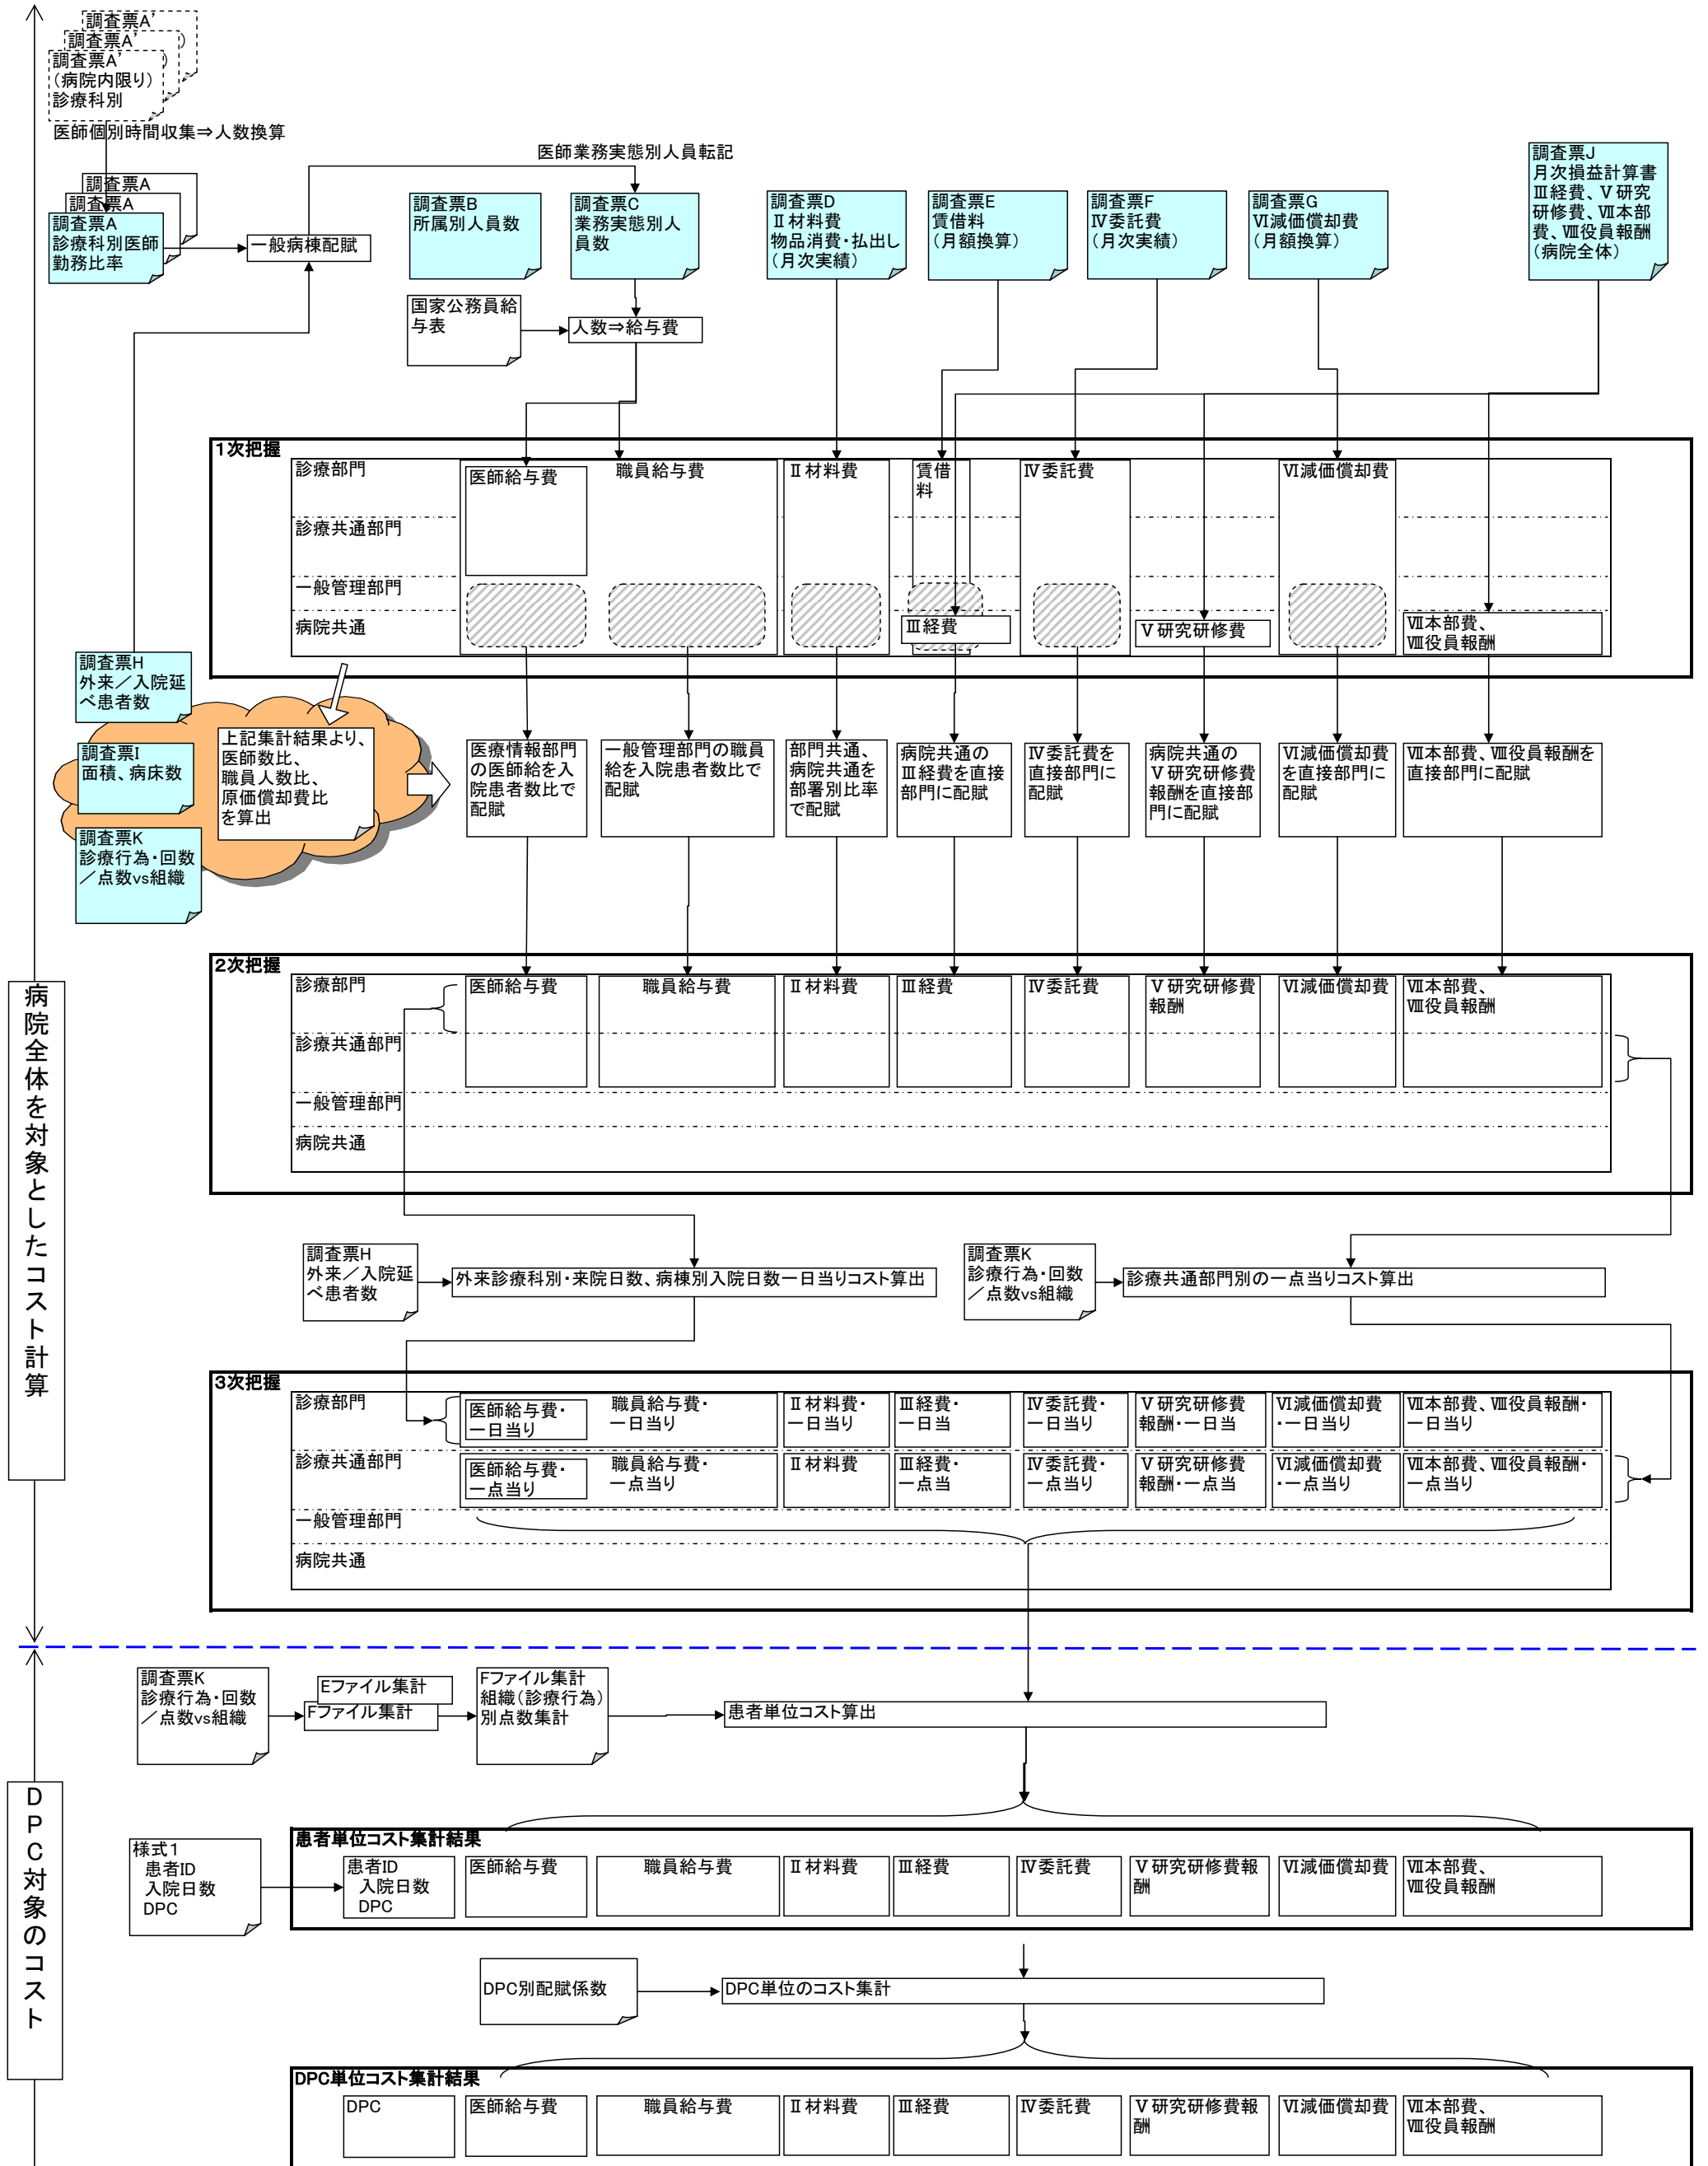 調査票A'
調査票A'
)
調査票A'
)
(病院内限り)
診療科別
医師個別時間収集⇒人数換算
調査票A
調査票A
調査票A
診療科別医師
勤務比率
一般病棟配賦
医師業務実態別人員転記
調査票B
所属別人員数
調査票C
業務実態別人
員数
調査票D
Ⅱ材料費
物品消費・払出し
(月次実績)
調査票E
賃借料
(月額換算)
調査票F
Ⅳ委託費
(月次実績)
調査票G
Ⅵ減価償却費
(月額換算)
調査票J
月次損益計算書
Ⅲ経費、Ⅴ研究
研修費、Ⅶ本部
費、Ⅷ役員報酬
(病院全体)
国家公務員給
与表
人数⇒給与費
1次把握
診療部門
診療共通部門
一般管理部門
病院共通
医師給与費
職員給与費
Ⅱ材料費
賃借
料
Ⅲ経費
Ⅳ委託費
Ⅴ研究研修費
Ⅵ減価償却費
Ⅶ本部費、
Ⅷ役員報酬
調査票H
外来/入院延
べ患者数
調査票I
面積、病床数
調査票K
診療行為・回数
/点数vs組織
上記集計結果より、
医師数比、
職員人数比、
原価償却費比
を算出
医療情報部門
の医師給を入
院患者数比で
配賦
一般管理部門の職員
給を入院患者数比で
配賦
部門共通、
病院共通を
部署別比率
で配賦
病院共通の
Ⅲ経費を直接
部門に配賦
Ⅳ委託費を
直接部門に
配賦
病院共通の
Ⅴ研究研修費
報酬を直接部
門に配賦
Ⅵ減価償却費
を直接部門に
配賦
Ⅶ本部費、Ⅷ役員報酬を
直接部門に配賦
2次把握
診療部門
診療共通部門
一般管理部門
病院共通
医師給与費
職員給与費
Ⅱ材料費
Ⅲ経費
Ⅳ委託費
Ⅴ研究研修費
報酬
Ⅵ減価償却費
Ⅶ本部費、
Ⅷ役員報酬
病院全体を対象としたコスト計算
調査票H
外来/入院延
べ患者数
外来診療科別・来院日数、病棟別入院日数一日当りコスト算出
調査票K
診療行為・回数
/点数vs組織
診療共通部門別の一点当りコスト算出
3次把握
診療部門
医師給与費・
一日当り
職員給与費・
一日当り
Ⅱ材料費・
一日当り
Ⅲ経費・
一日当
Ⅳ委託費・
一日当り
Ⅴ研究研修費
報酬・一日当
Ⅵ減価償却費
・一日当り
Ⅶ本部費、Ⅷ役員報酬・
一日当り
診療共通部門
医師給与費・
一点当り
職員給与費・
一点当り
Ⅱ材料費
Ⅲ経費・
一点当
Ⅳ委託費・
一点当り
Ⅴ研究研修費
報酬・一点当
Ⅵ減価償却費
・一点当り
Ⅶ本部費、Ⅷ役員報酬・
一点当り
一般管理部門
病院共通
調査票K
診療行為・回数
/点数vs組織
Eファイル集計
Fファイル集計
Fファイル集計
組織(診療行為)
別点数集計
患者単位コスト算出
DPC対象のコスト
様式1
患者ID
入院日数
DPC
患者単位コスト集計結果
患者ID
入院日数
DPC
医師給与費
職員給与費
Ⅱ材料費
Ⅲ経費
Ⅳ委託費
Ⅴ研究研修費報
酬
Ⅵ減価償却費
Ⅶ本部費、
Ⅷ役員報酬
DPC別配賦係数
DPC単位のコスト集計
DPC単位コスト集計結果
DPC
医師給与費
職員給与費
Ⅱ材料費
Ⅲ経費
Ⅳ委託費
Ⅴ研究研修費報
酬
Ⅵ減価償却費
Ⅶ本部費、
Ⅷ役員報酬